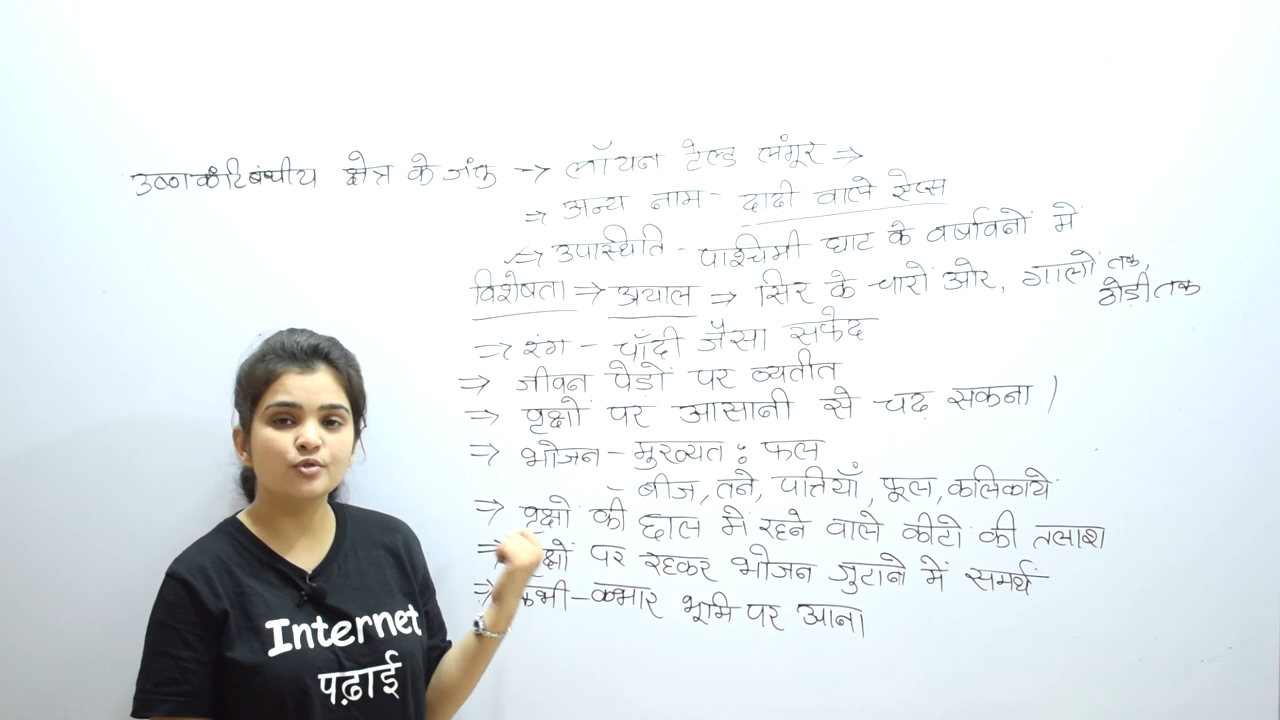 उष्णकटिबंधीय क्षेत्र के जंतु → लॉयन टेल्ड लंगूर ⇒
⇒ अन्य नाम - दाढी वाले ऐप्स
⇒ उपास्थिति - पाश्चिमी घाट के वर्षावनों में
विशेषता ⇒ अयाल ⇒ सिर के चारों ओर, गालों तक,
ठोड़ी तक
⇒ रंग - चाँदी जैसा सफेद
⇒ जीवन पेडों पर व्यतीत
⇒ वृक्षों पर आसानी से चढ़ सकना /
⇒ भोजन - मुख्यत : फल
- बीज, तने, पत्तियाँ, फूल, कलिकायें
⇒ वृक्षो की छाल में रहने वाले कीटो की तलाश
⇒ क्षों पर रहकर भोजन जुटाने में समर्थ
⇒ कभी-कभार भूमि पर आना
Internet
पढ़ाई